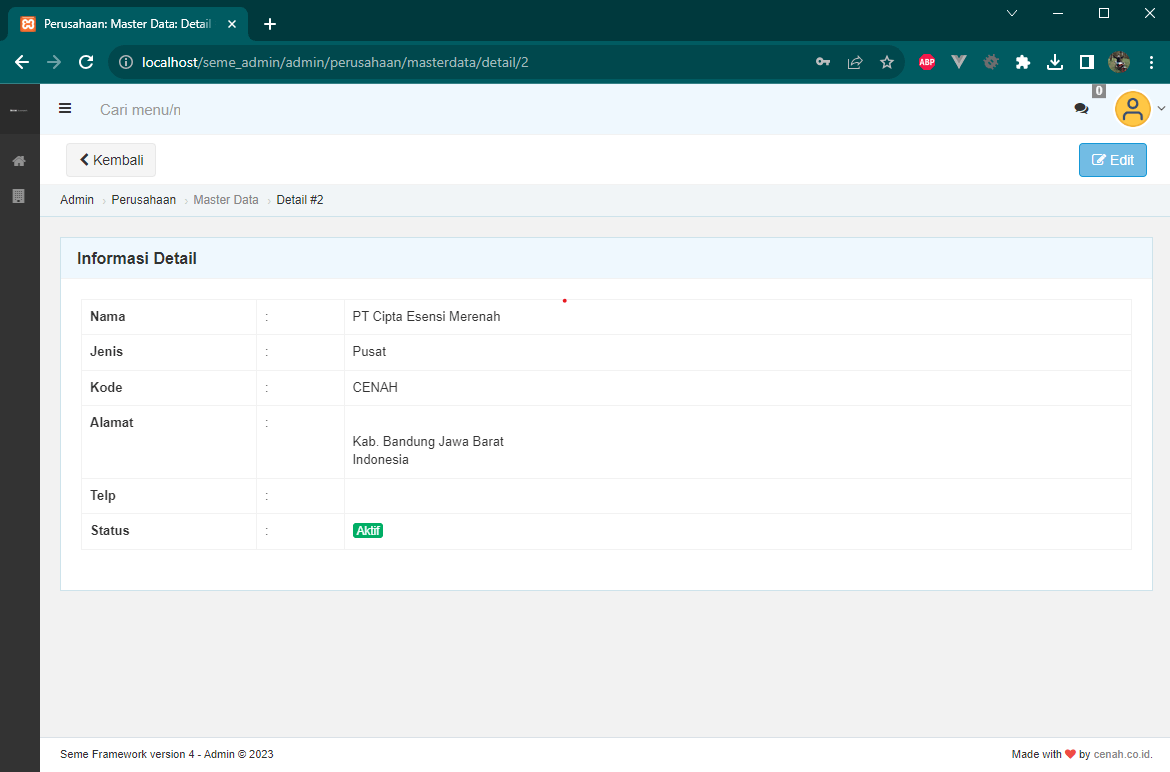 Perusahaan: Master Data: Detail
localhost/seme_admin/admin/perusahaan/masterdata/detail/2
ABP
Cari menu/n
0
Kembali
Edit
Admin › Perusahaan › Master Data › Detail #2
Informasi Detail
Nama : PT Cipta Esensi Merenah
Jenis : Pusat
Kode : CENAH
Alamat :
Kab. Bandung Jawa Barat
Indonesia
Telp :
Status : Aktif
Seme Framework version 4 - Admin © 2023
Made with ❤ by cenah.co.id.